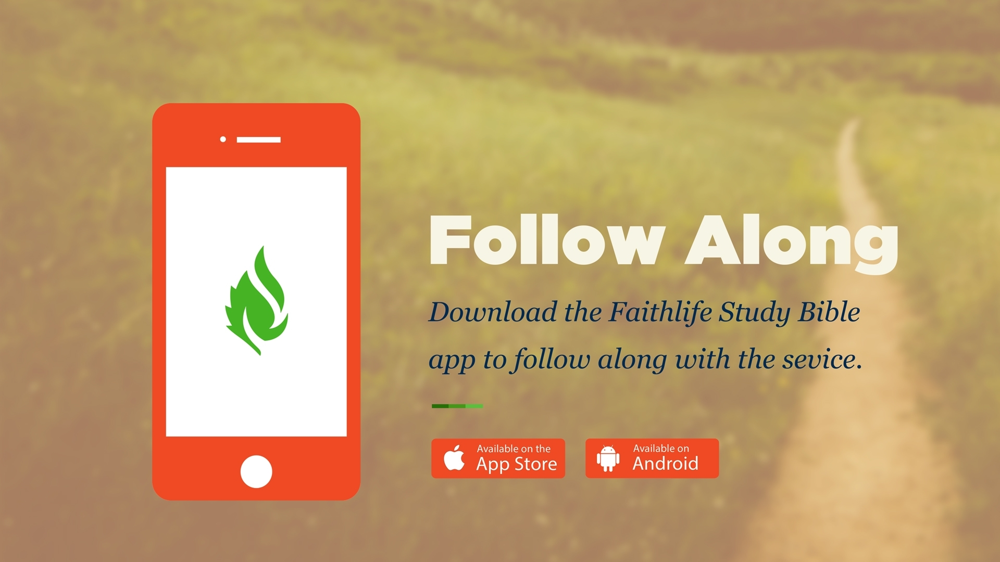 Follow Along
Download the Faithlife Study Bible
app to follow along with the sevice.
Available on the
App Store
Available on
Android